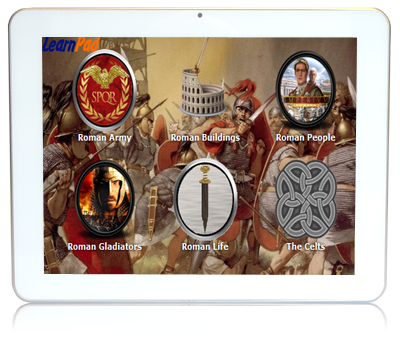 LearnPad
SPQR
Roman Army
Roman Buildings
Roman People
Roman Gladiators
Roman Life
The Celts